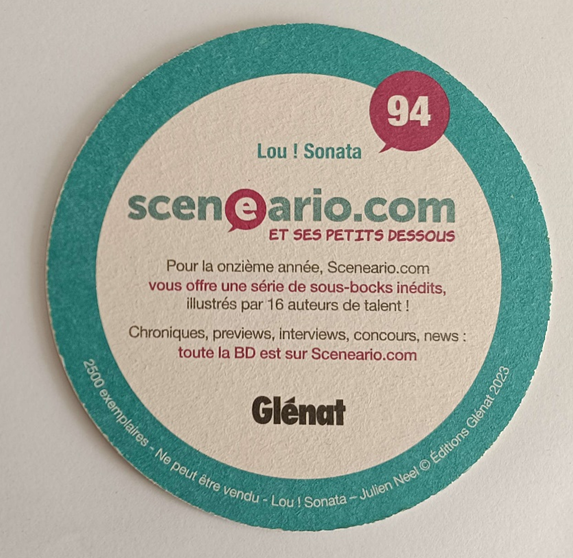 94
Lou ! Sonata
sceneario.com
ET SES PETITS DESSOUS
Pour la onzième année, Sceneario.com
vous offre une série de sous-bocks inédits,
illustrés par 16 auteurs de talent !
Chroniques, previews, interviews, concours, news :
toute la BD est sur Sceneario.com
Glénat
2500 exemplaires - Ne peut être vendu - Lou ! Sonata – Julien Neel © Éditions Glénat 2023